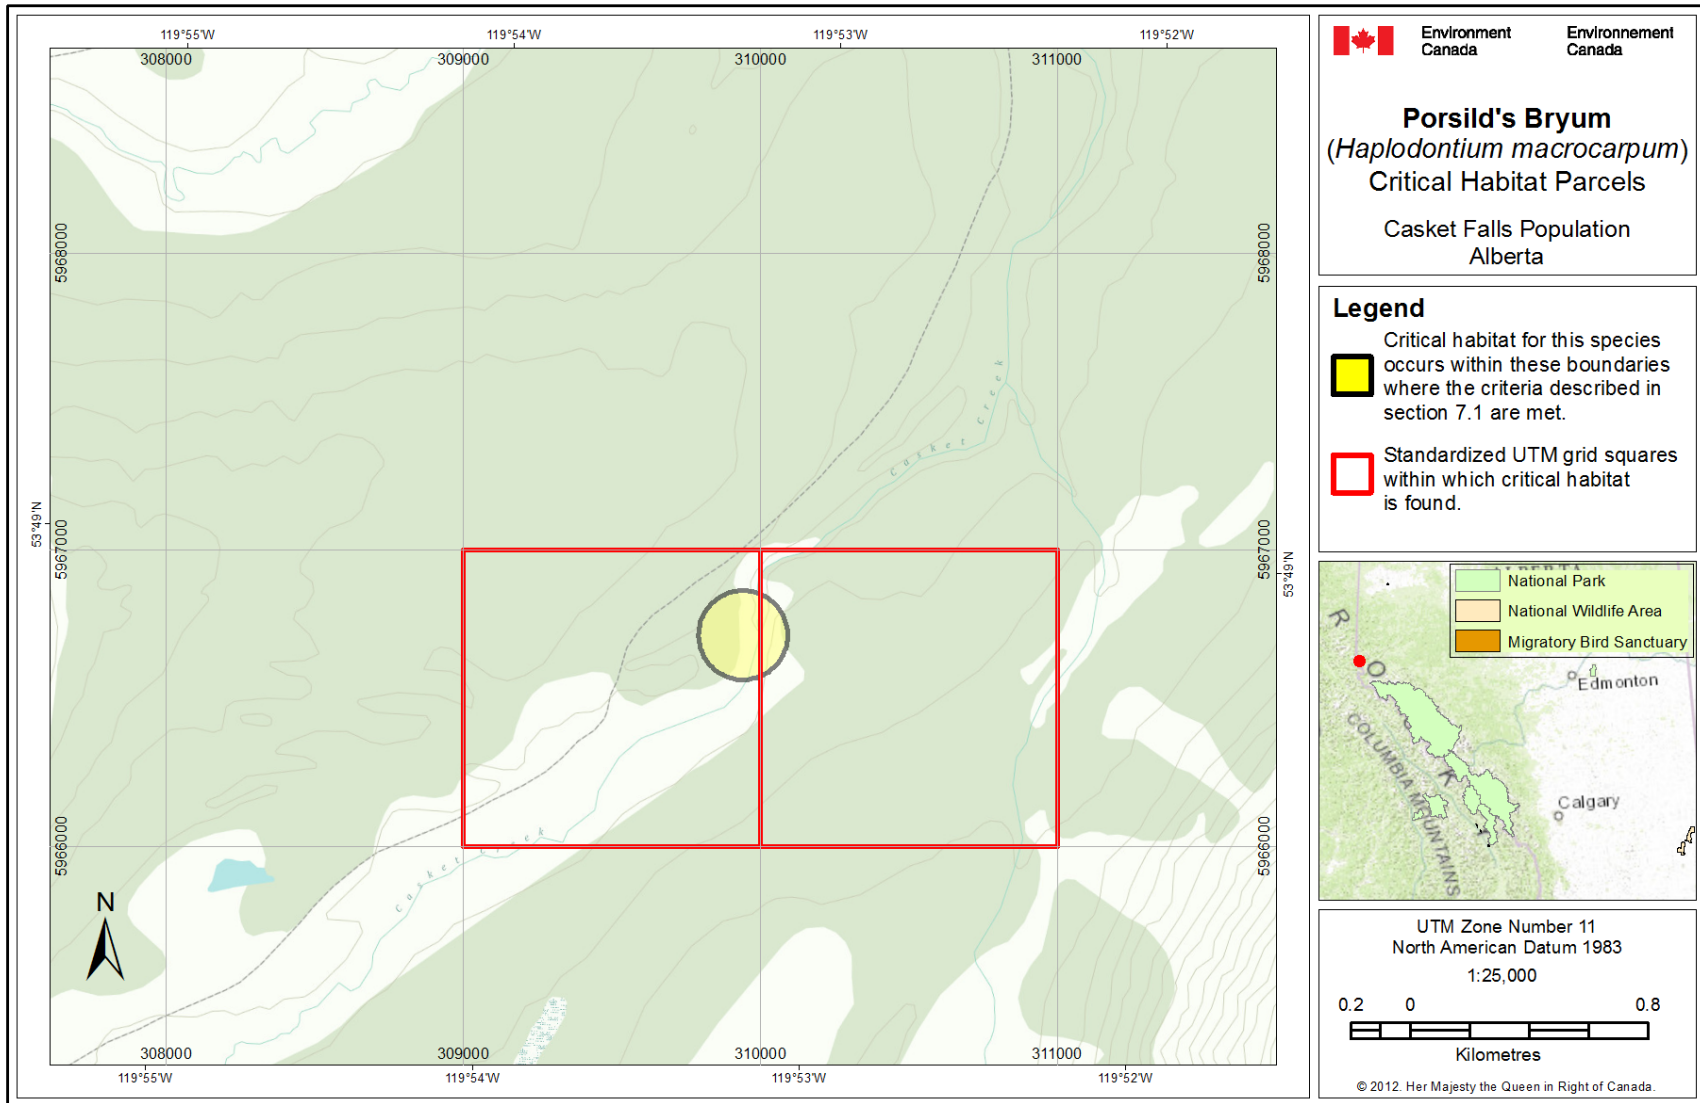 119°55'W
119°54'W
119°53'W
119°52'W
308000
309000
310000
311000
5968000
5968000
Casket Creek
53°49'N
5967000
5967000
53°49'N
5966000
5966000
Casket Creek
N
308000
309000
310000
311000
119°55'W
119°54'W
119°53'W
119°52'W
Environment
Canada
Environnement
Canada
Porsild's Bryum
(Haplodontium macrocarpum)
Critical Habitat Parcels
Casket Falls Population
Alberta
Legend
Critical habitat for this species
occurs within these boundaries
where the criteria described in
section 7.1 are met.
Standardized UTM grid squares
within which critical habitat
is found.
ALBERTA
National Park
National Wildlife Area
Migratory Bird Sanctuary
R O K Y
Edmonton
COLUMBIA MOUNTAINS
Calgary
UTM Zone Number 11
North American Datum 1983
1:25,000
0.2 0 0.8
Kilometres
© 2012. Her Majesty the Queen in Right of Canada.